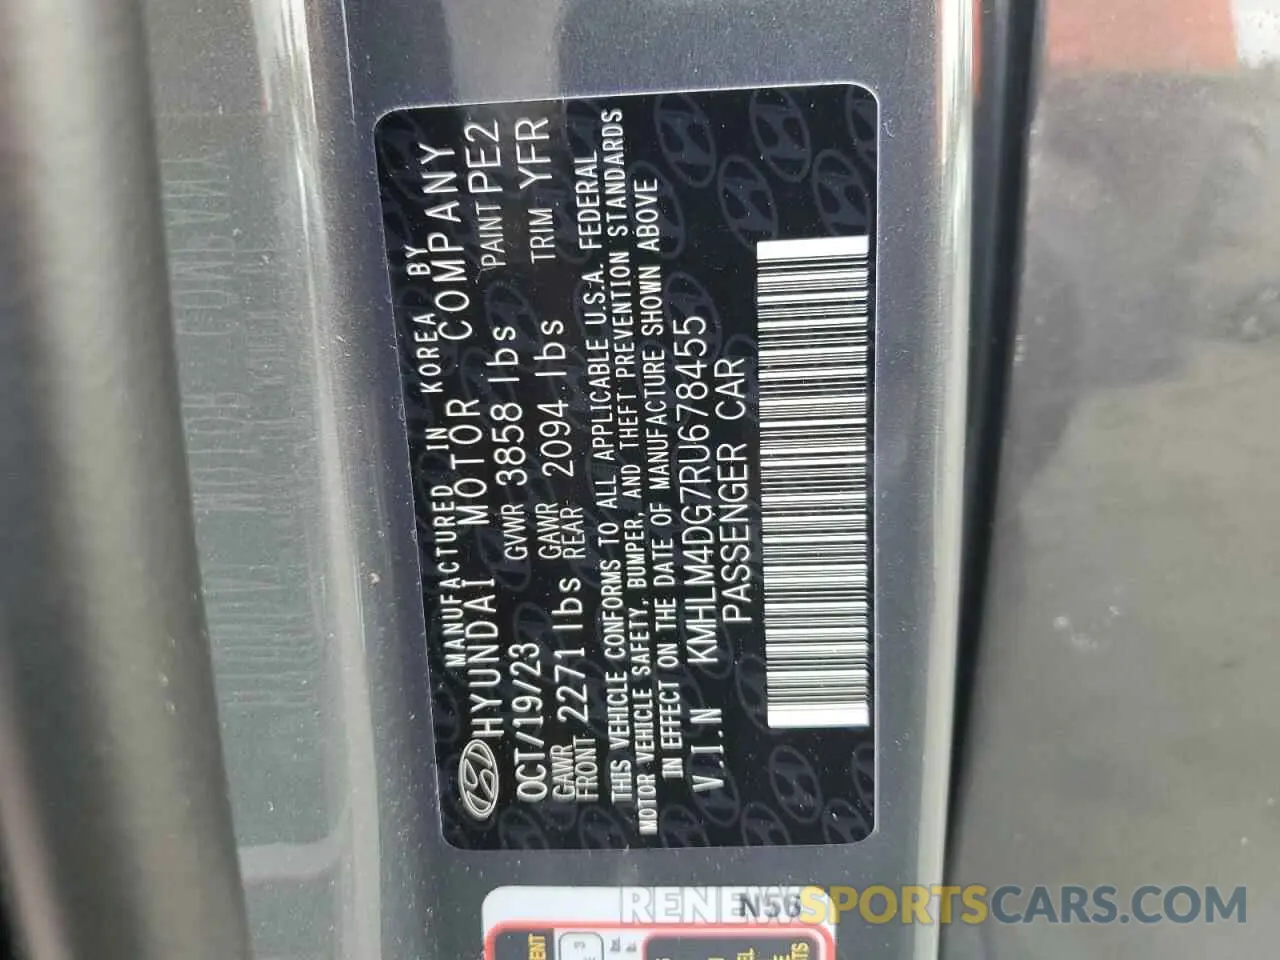 MANUFACTURED IN KOREA BY
HYUNDAI MOTOR COMPANY
OCT/19/23 GVWR 3858 lbs PAINT PE2
GAWR FRONT 2271 lbs GAWR REAR 2094 lbs TRIM YFR
THIS VEHICLE CONFORMS TO ALL APPLICABLE U.S.A. FEDERAL
MOTOR VEHICLE SAFETY, BUMPER, AND THEFT PREVENTION STANDARDS
IN EFFECT ON THE DATE OF MANUFACTURE SHOWN ABOVE
V.I.N KMHLM4DG7RU678455
PASSENGER CAR
N56
RENEWSPORTSCARS.COM